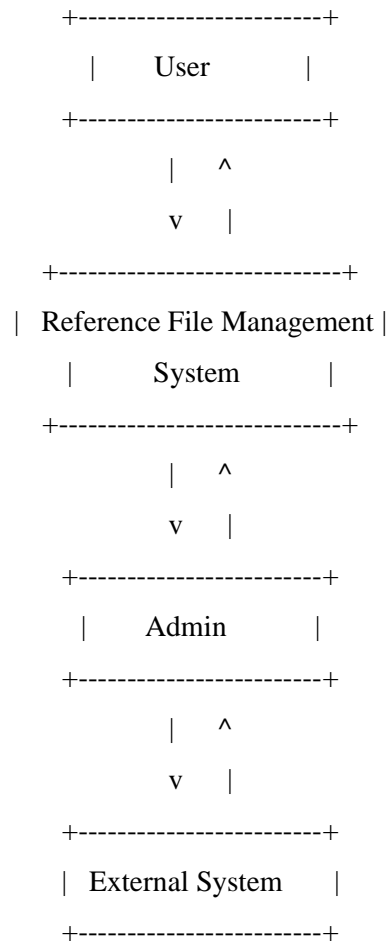 +-------------------------+
| User |
+-------------------------+
| ^
v |
+-----------------------------+
| Reference File Management |
| System |
+-----------------------------+
| ^
v |
+-------------------------+
| Admin |
+-------------------------+
| ^
v |
+-------------------------+
| External System |
+-------------------------+